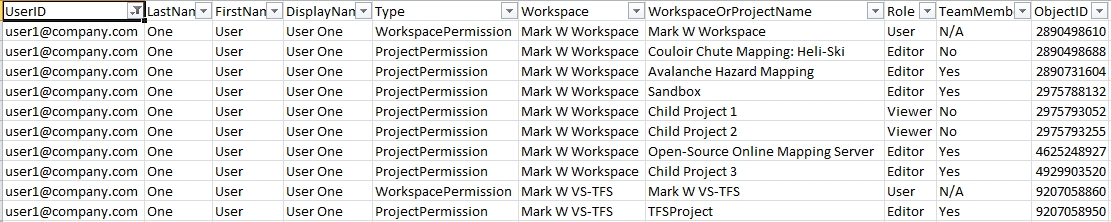 UserID LastNam FirstNam DisplayNam Type Workspace WorkspaceOrProjectName Role TeamMemb ObjectID
user1@company.com One User User One WorkspacePermission Mark W Workspace Mark W Workspace User N/A 2890498610
user1@company.com One User User One ProjectPermission Mark W Workspace Couloir Chute Mapping: Heli-Ski Editor No 2890498688
user1@company.com One User User One ProjectPermission Mark W Workspace Avalanche Hazard Mapping Editor Yes 2890731604
user1@company.com One User User One ProjectPermission Mark W Workspace Sandbox Editor Yes 2975788132
user1@company.com One User User One ProjectPermission Mark W Workspace Child Project 1 Viewer No 2975793052
user1@company.com One User User One ProjectPermission Mark W Workspace Child Project 2 Viewer No 2975793255
user1@company.com One User User One ProjectPermission Mark W Workspace Open-Source Online Mapping Server Editor Yes 4625248927
user1@company.com One User User One ProjectPermission Mark W Workspace Child Project 3 Editor Yes 4929903520
user1@company.com One User User One WorkspacePermission Mark W VS-TFS Mark W VS-TFS User N/A 9207058860
user1@company.com One User User One ProjectPermission Mark W VS-TFS TFSProject Editor Yes 9207058950